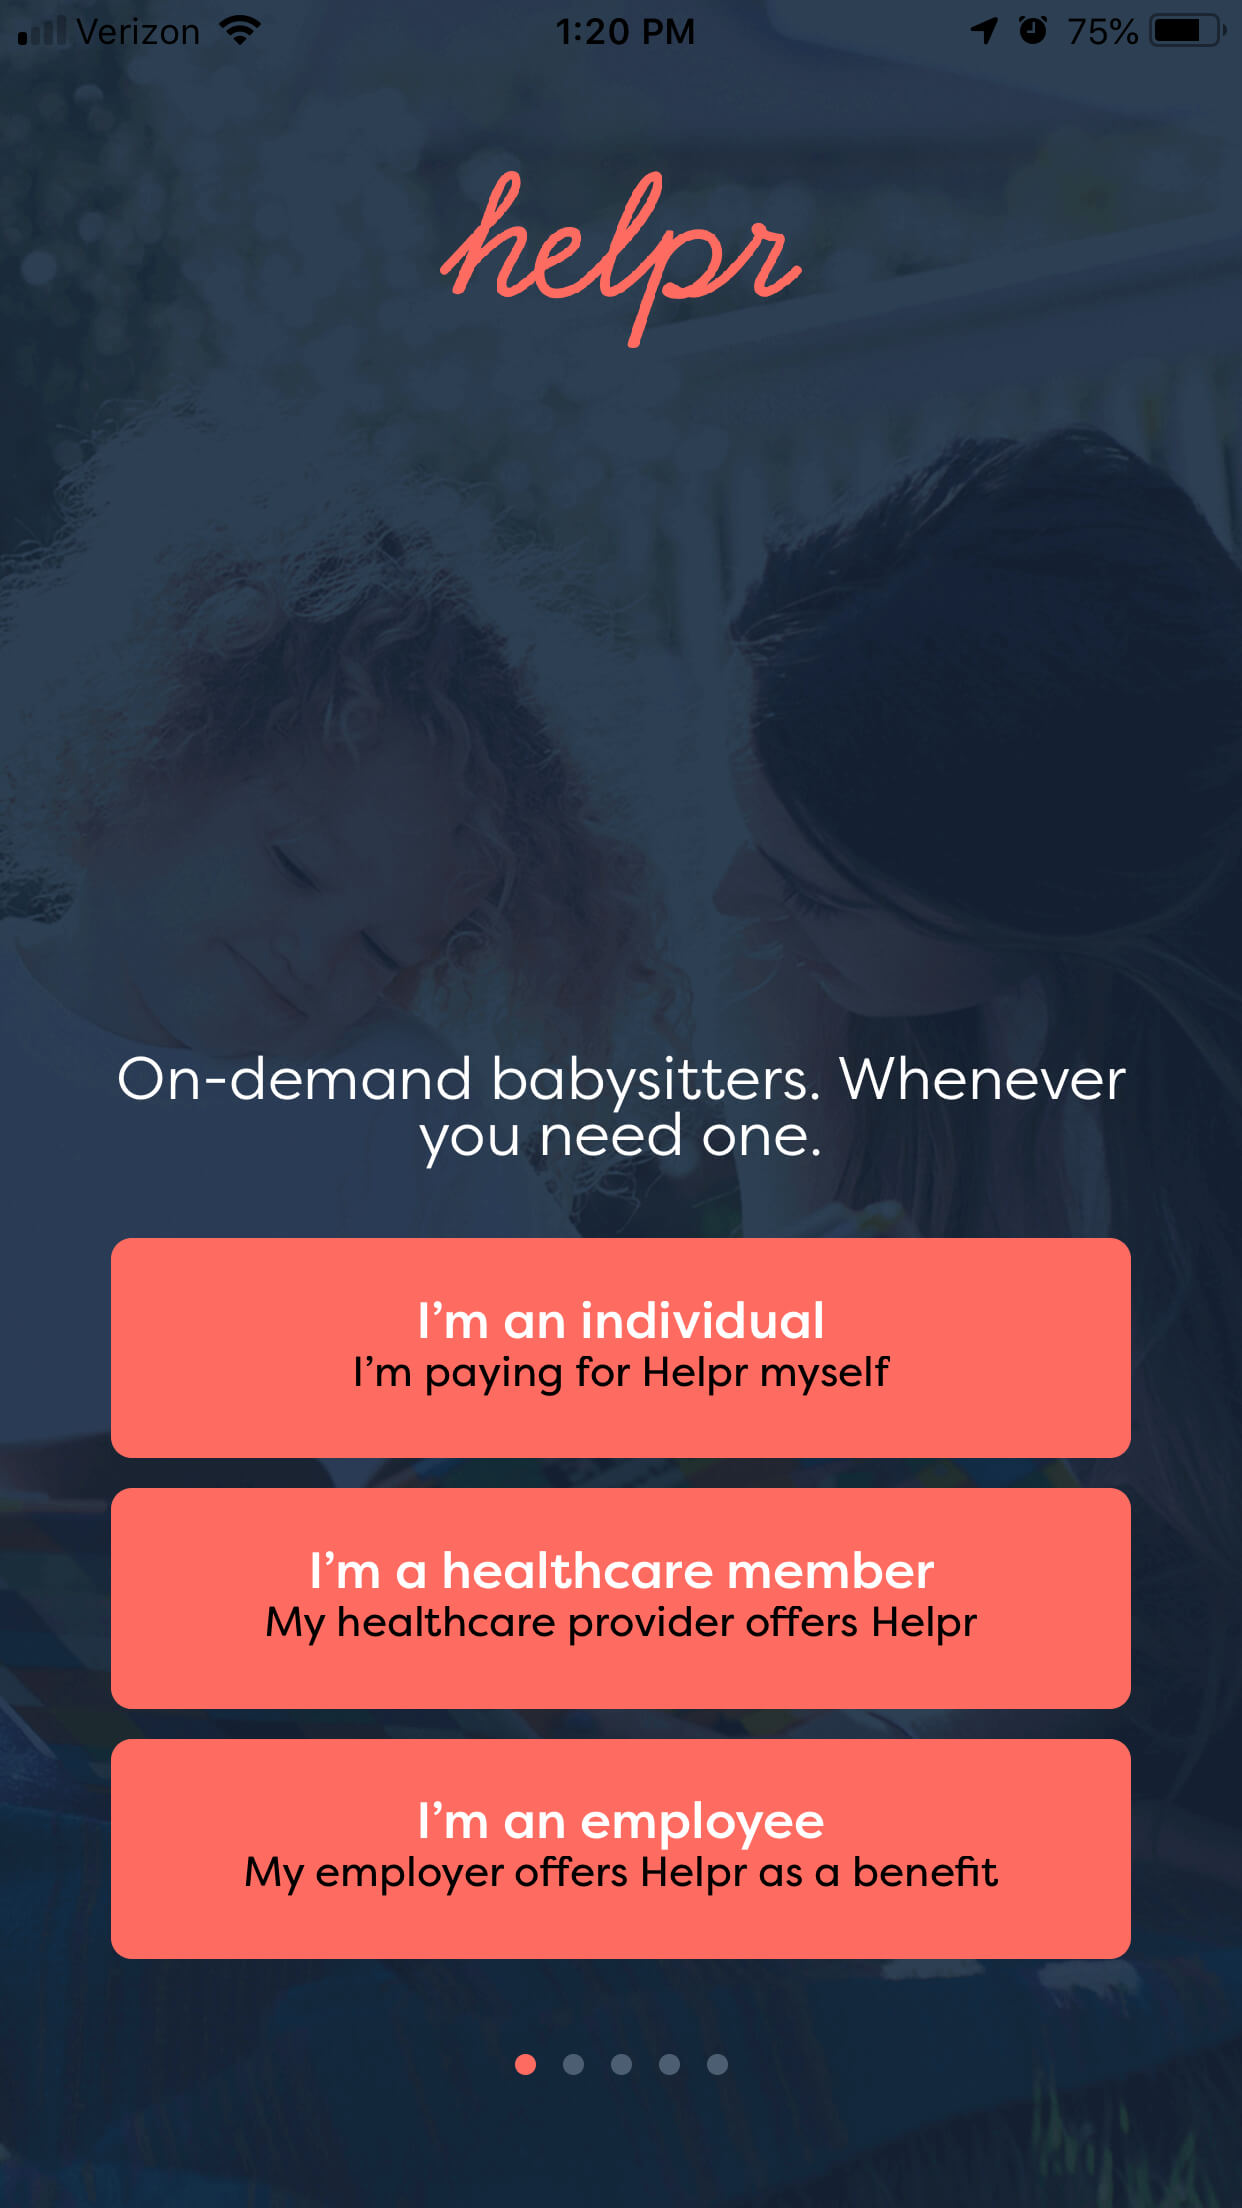 Verizon 1:20 PM 75%
helpr
On-demand babysitters. Whenever
you need one.
I’m an individual
I’m paying for Helpr myself
I’m a healthcare member
My healthcare provider offers Helpr
I’m an employee
My employer offers Helpr as a benefit